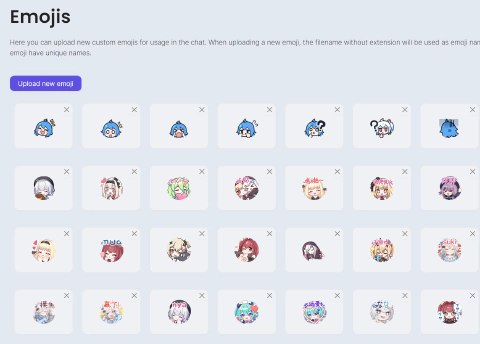 Emojis
Here you can upload new custom emojis for usage in the chat. When uploading a new emoji, the filename without extension will be used as emoji
emoji have unique names.
Upload new emoji